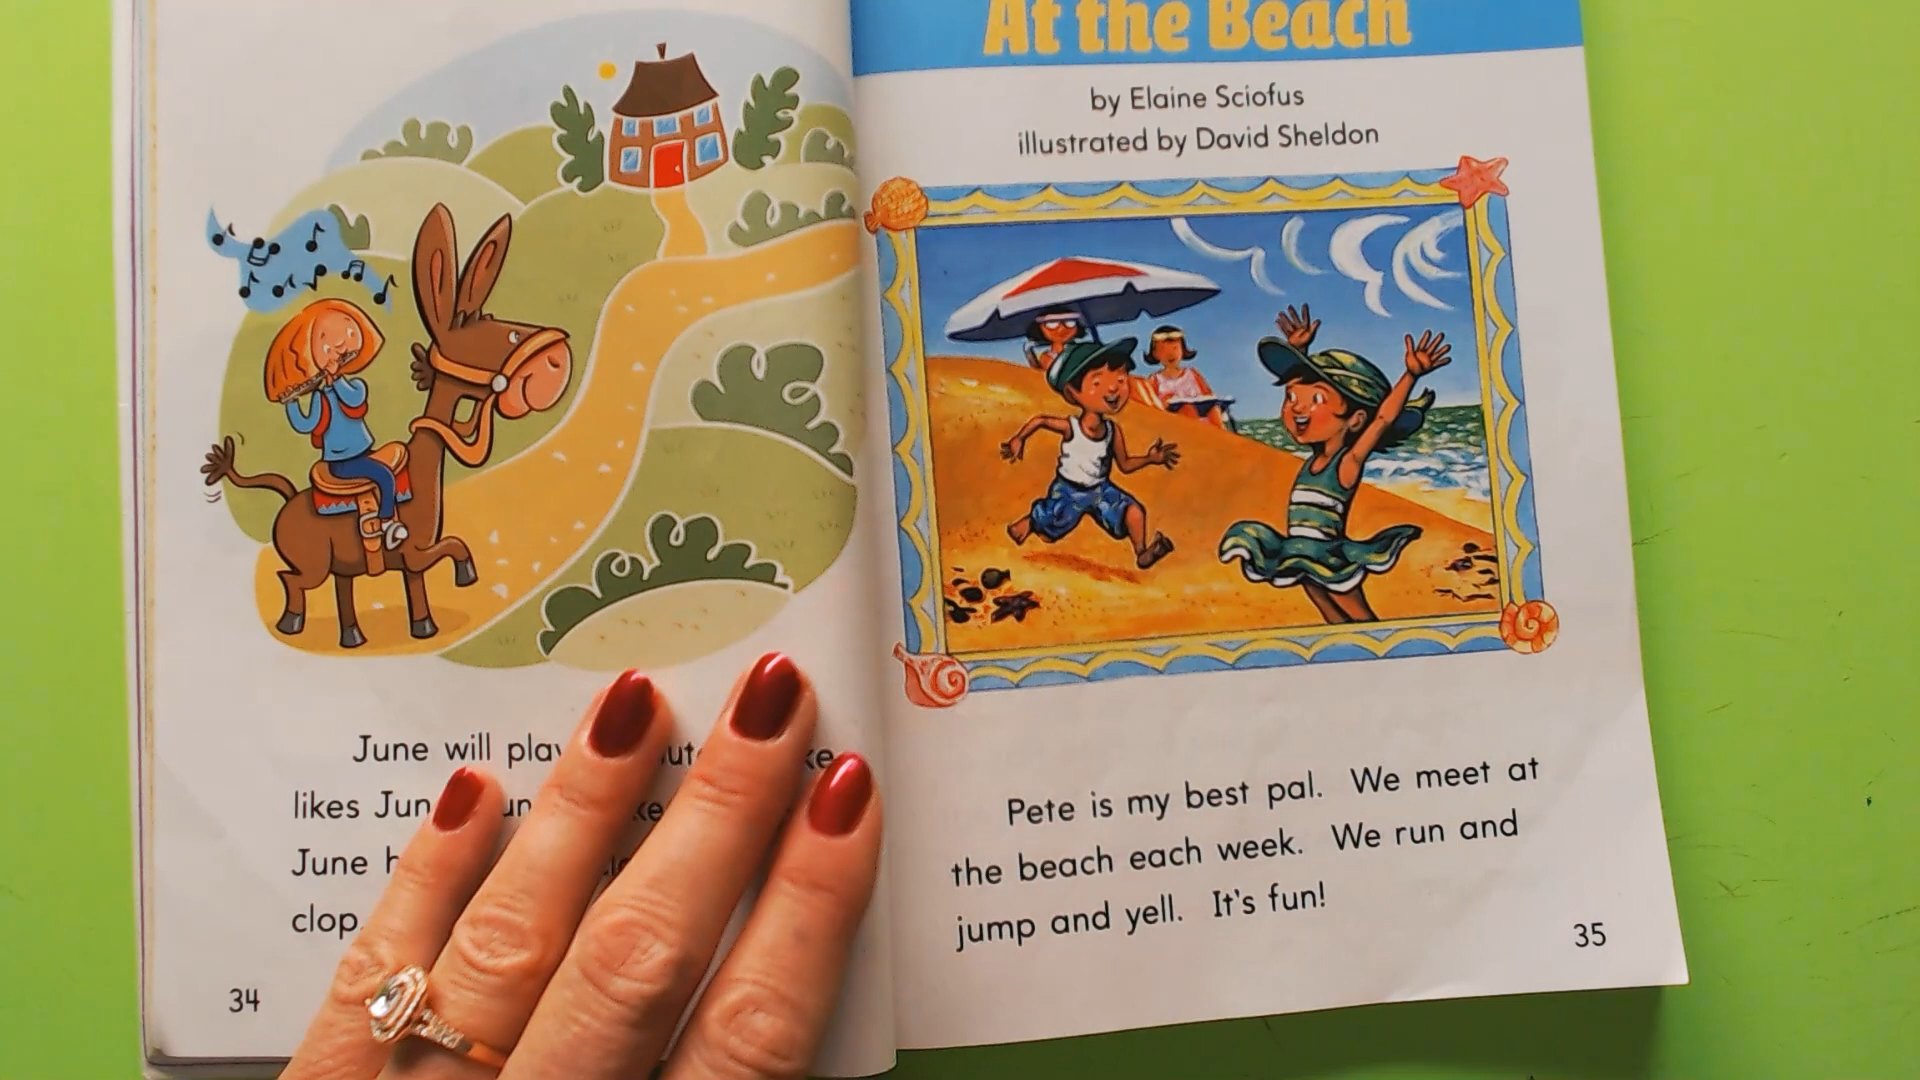 June will play
likes
June
clop.
34
At the Beach
by Elaine Sciofus
illustrated by David Sheldon
Pete is my best pal. We meet at
the beach each week. We run and
jump and yell. It's fun!
35